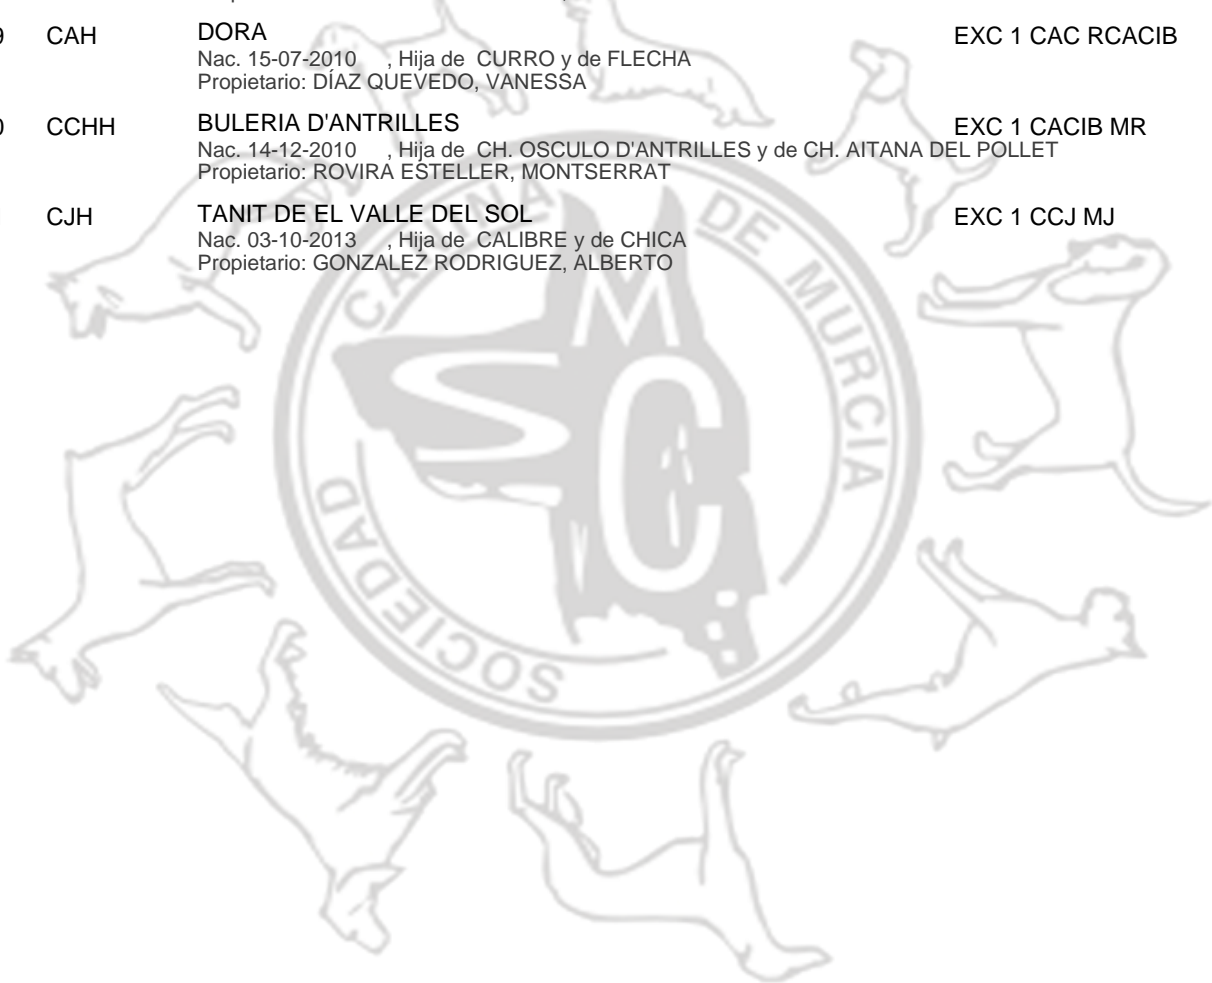 9 CAH DORA EXC 1 CAC RCACIB
Nac. 15-07-2010 , Hija de CURRO y de FLECHA
Propietario: DÍAZ QUEVEDO, VANESSA
0 CCHH BULERIA D'ANTRILLES EXC 1 CACIB MR
Nac. 14-12-2010 , Hija de CH. OSCULO D'ANTRILLES y de CH. AITANA DEL POLLET
Propietario: ROVIRA ESTELLER, MONTSERRAT
CJH TANIT DE EL VALLE DEL SOL EXC 1 CCJ MJ
Nac. 03-10-2013 , Hija de CALIBRE y de CHICA
Propietario: GONZALEZ RODRIGUEZ, ALBERTO
SOCIEDAD CANINA DE MURCIA
S M C